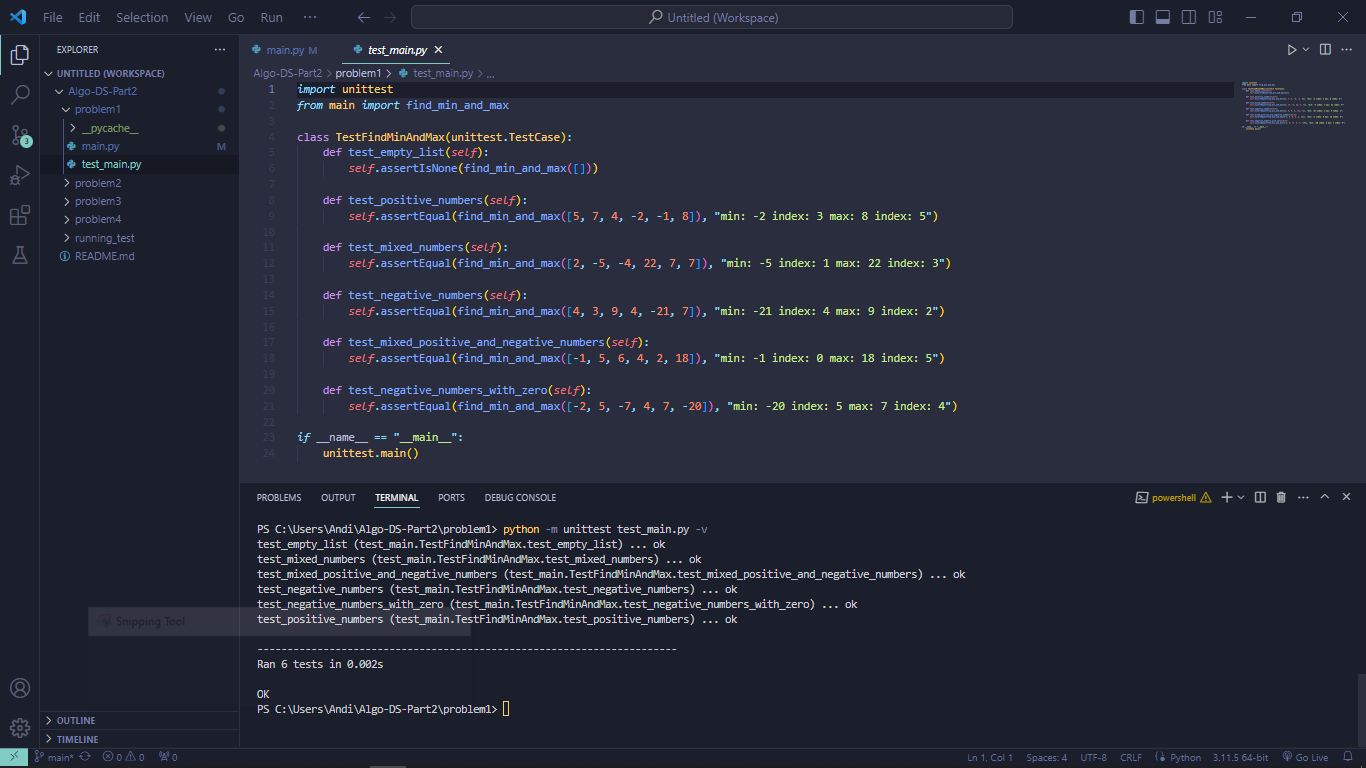 File Edit Selection View Go Run ··· Untitled (Workspace)
EXPLORER ···
UNTITLED (WORKSPACE)
Algo-DS-Part2
problem1
__pycache__
main.py M
test_main.py
problem2
problem3
problem4
running_test
README.md
3
OUTLINE
TIMELINE
main.py M test_main.py
Algo-DS-Part2 > problem1 > test_main.py > ...
1 import unittest
2 from main import find_min_and_max
3
4 class TestFindMinAndMax(unittest.TestCase):
5 def test_empty_list(self):
6 self.assertIsNone(find_min_and_max([]))
7
8 def test_positive_numbers(self):
9 self.assertEqual(find_min_and_max([5, 7, 4, -2, -1, 8]), "min: -2 index: 3 max: 8 index: 5")
10
11 def test_mixed_numbers(self):
12 self.assertEqual(find_min_and_max([2, -5, -4, 22, 7, 7]), "min: -5 index: 1 max: 22 index: 3")
13
14 def test_negative_numbers(self):
15 self.assertEqual(find_min_and_max([4, 3, 9, 4, -21, 7]), "min: -21 index: 4 max: 9 index: 2")
16
17 def test_mixed_positive_and_negative_numbers(self):
18 self.assertEqual(find_min_and_max([-1, 5, 6, 4, 2, 18]), "min: -1 index: 0 max: 18 index: 5")
19
20 def test_negative_numbers_with_zero(self):
21 self.assertEqual(find_min_and_max([-2, 5, -7, 4, 7, -20]), "min: -20 index: 5 max: 7 index: 4")
22
23 if __name__ == "__main__":
24 unittest.main()
PROBLEMS OUTPUT TERMINAL PORTS DEBUG CONSOLE powershell
PS C:\Users\Andi\Algo-DS-Part2\problem1> python -m unittest test_main.py -v
test_empty_list (test_main.TestFindMinAndMax.test_empty_list) ... ok
test_mixed_numbers (test_main.TestFindMinAndMax.test_mixed_numbers) ... ok
test_mixed_positive_and_negative_numbers (test_main.TestFindMinAndMax.test_mixed_positive_and_negative_numbers) ... ok
test_negative_numbers (test_main.TestFindMinAndMax.test_negative_numbers) ... ok
test_negative_numbers_with_zero (test_main.TestFindMinAndMax.test_negative_numbers_with_zero) ... ok
test_positive_numbers (test_main.TestFindMinAndMax.test_positive_numbers) ... ok
Snipping Tool
----------------------------------------------------------------------
Ran 6 tests in 0.002s
OK
PS C:\Users\Andi\Algo-DS-Part2\problem1>
main* 0 0 0 Ln 1, Col 1 Spaces: 4 UTF-8 CRLF Python 3.11.5 64-bit Go Live